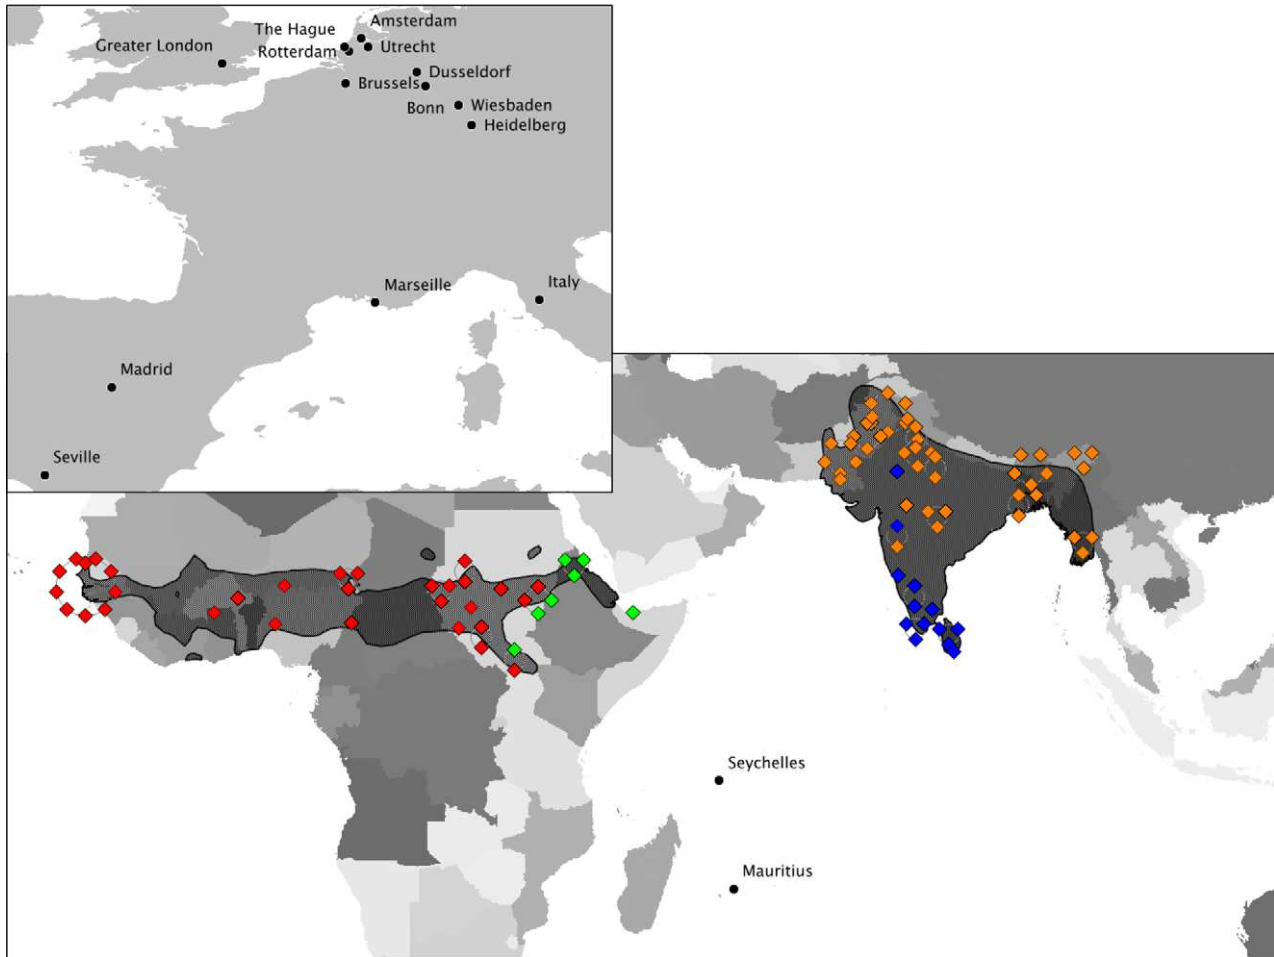 Amsterdam
The Hague
Greater London
Rotterdam
Utrecht
Dusseldorf
Brussels
Bonn
Wiesbaden
Heidelberg
Marseille
Italy
Madrid
Seville
Seychelles
Mauritius